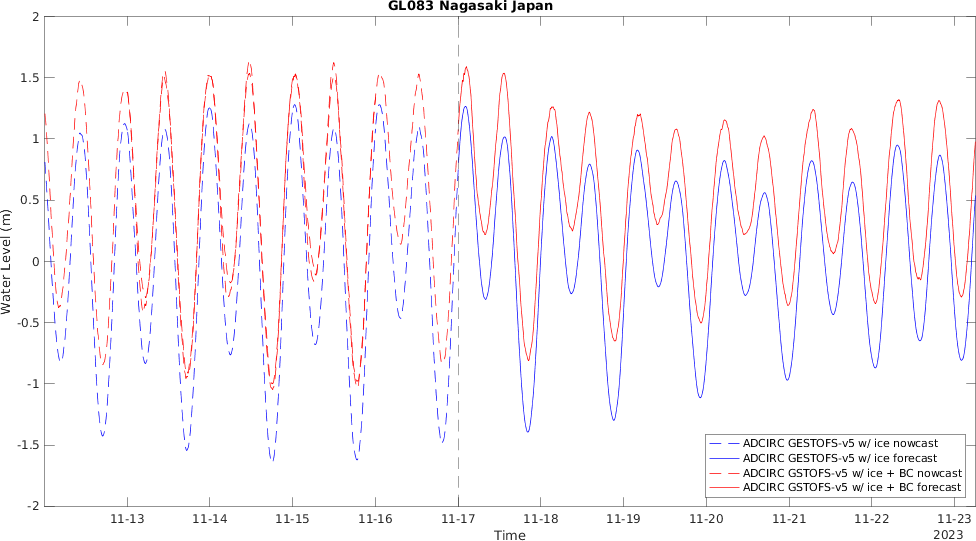 GL083 Nagasaki Japan
2
1.5
1
0.5
0
-0.5
-1
-1.5
-2
Water Level (m)
ADCIRC GESTOFS-v5 w/ ice nowcast
ADCIRC GESTOFS-v5 w/ ice forecast
ADCIRC GSTOFS-v5 w/ ice + BC nowcast
ADCIRC GSTOFS-v5 w/ ice + BC forecast
11-13 11-14 11-15 11-16 11-17 11-18 11-19 11-20 11-21 11-22 11-23
Time 2023